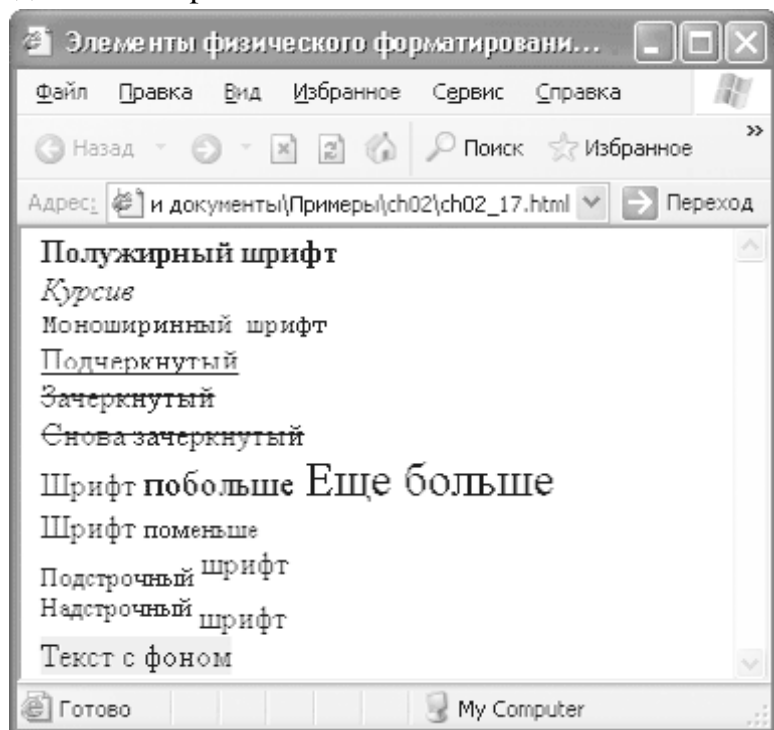 Элементы физического форматировани...
Файл Правка Вид Избранное Сервис Справка
Назад Поиск Избранное »
Адрес: и документы\Примеры\ch02\ch02_17.html Переход
Полужирный шрифт
Курсив
Моноширинный шрифт
Подчеркнутый
Зачеркнутый
Снова зачеркнутый
Шрифт побольше Еще больше
Шрифт поменьше
Подстрочный шрифт
Надстрочный шрифт
Текст с фоном
Готово My Computer